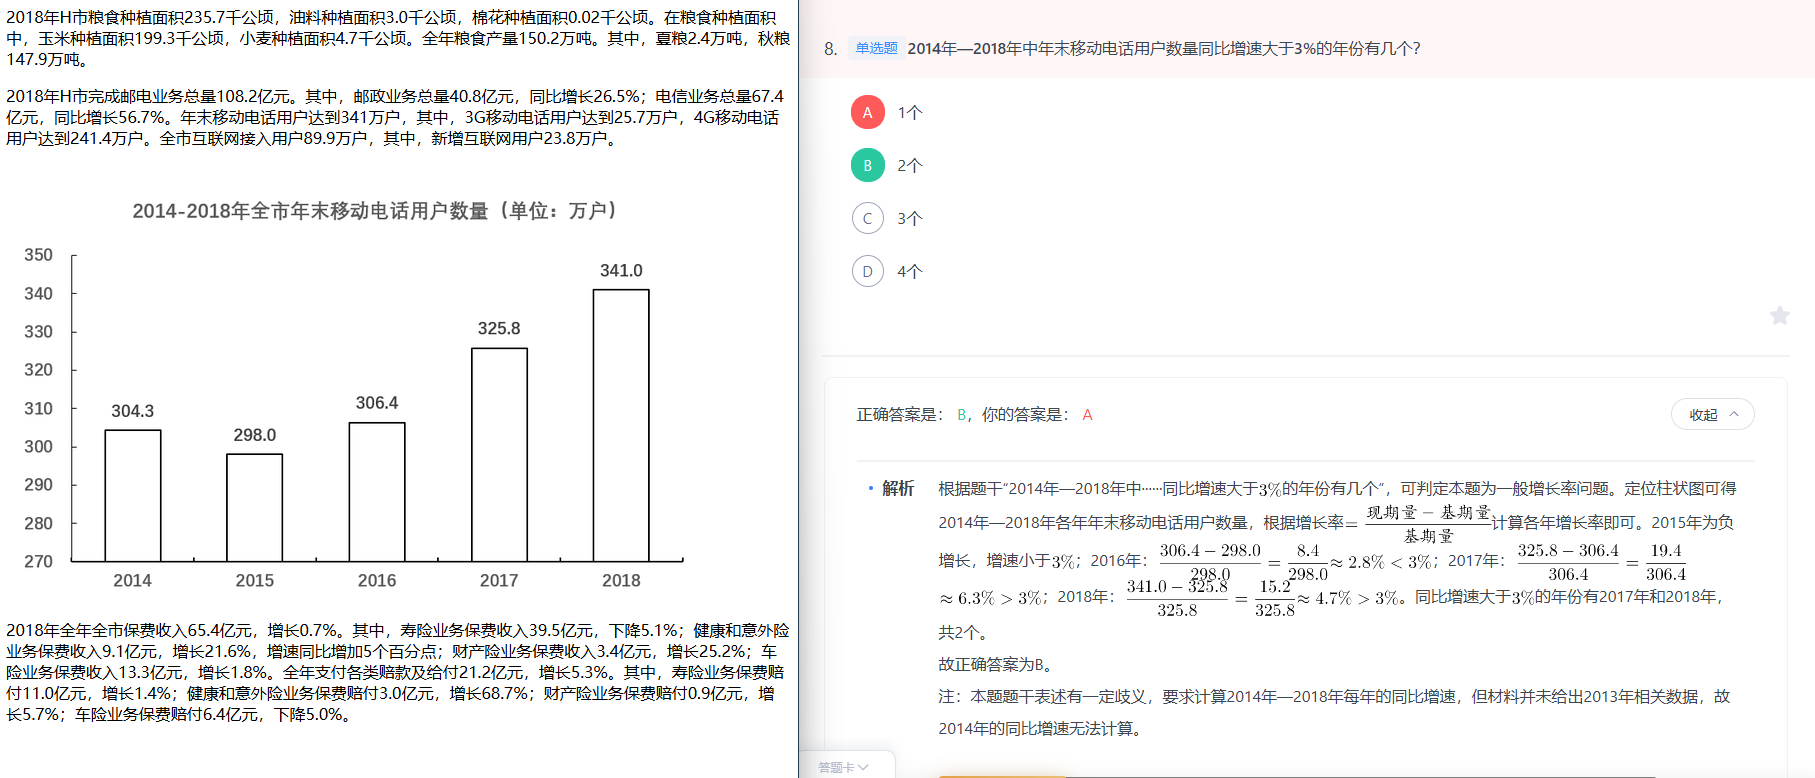 2018年H市粮食种植面积235.7千公顷，油料种植面积3.0千公顷，棉花种植面积0.02千公顷。在粮食种植面积
中，玉米种植面积199.3千公顷，小麦种植面积4.7千公顷。全年粮食产量150.2万吨。其中，夏粮2.4万吨，秋粮
147.9万吨。
2018年H市完成邮电业务总量108.2亿元。其中，邮政业务总量40.8亿元，同比增长26.5%；电信业务总量67.4
亿元，同比增长56.7%。年末移动电话用户达到341万户，其中，3G移动电话用户达到25.7万户，4G移动电话
用户达到241.4万户。全市互联网接入用户89.9万户，其中，新增互联网用户23.8万户。
2014-2018年全市年末移动电话用户数量（单位：万户）
350
340
330
320
310
300
290
280
270
304.3
298.0
306.4
325.8
341.0
2014
2015
2016
2017
2018
2018年全年全市保费收入65.4亿元，增长0.7%。其中，寿险业务保费收入39.5亿元，下降5.1%；健康和意外险
业务保费收入9.1亿元，增长21.6%，增速同比增加5个百分点；财产险业务保费收入3.4亿元，增长25.2%；车
险业务保费收入13.3亿元，增长1.8%。全年支付各类赔款及给付21.2亿元，增长5.3%。其中，寿险业务保费赔
付11.0亿元，增长1.4%；健康和意外险业务保费赔付3.0亿元，增长68.7%；财产险业务保费赔付0.9亿元，增
长5.7%；车险业务保费赔付6.4亿元，下降5.0%。
8. 单选题 2014年—2018年中年末移动电话用户数量同比增速大于3%的年份有几个？
A 1个
B 2个
C 3个
D 4个
正确答案是： B，你的答案是： A
收起
解析
根据题干“2014年—2018年中······同比增速大于3%的年份有几个”，可判定本题为一般增长率问题。定位柱状图可得
2014年—2018年各年年末移动电话用户数量，根据增长率= (现期量 − 基期量)/基期量 计算各年增长率即可。2015年为负
增长，增速小于3%；2016年： (306.4 − 298.0)/298.0 = 8.4/298.0 ≈ 2.8% < 3%；2017年： (325.8 − 306.4)/306.4 = 19.4/306.4
≈ 6.3% > 3%；2018年： (341.0 − 325.8)/325.8 = 15.2/325.8 ≈ 4.7% > 3%。同比增速大于3%的年份有2017年和2018年，
共2个。
故正确答案为B。
注：本题题干表述有一定歧义，要求计算2014年—2018年每年的同比增速，但材料并未给出2013年相关数据，故
2014年的同比增速无法计算。
答题卡